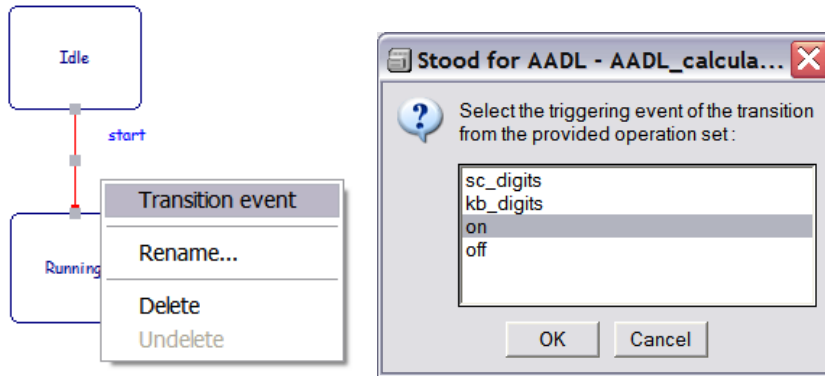 Idle
start
Running
Transition event
Rename...
Delete
Undelete
Stood for AADL - AADL_calcula...
Select the triggering event of the transition
from the provided operation set :
sc_digits
kb_digits
on
off
OK
Cancel